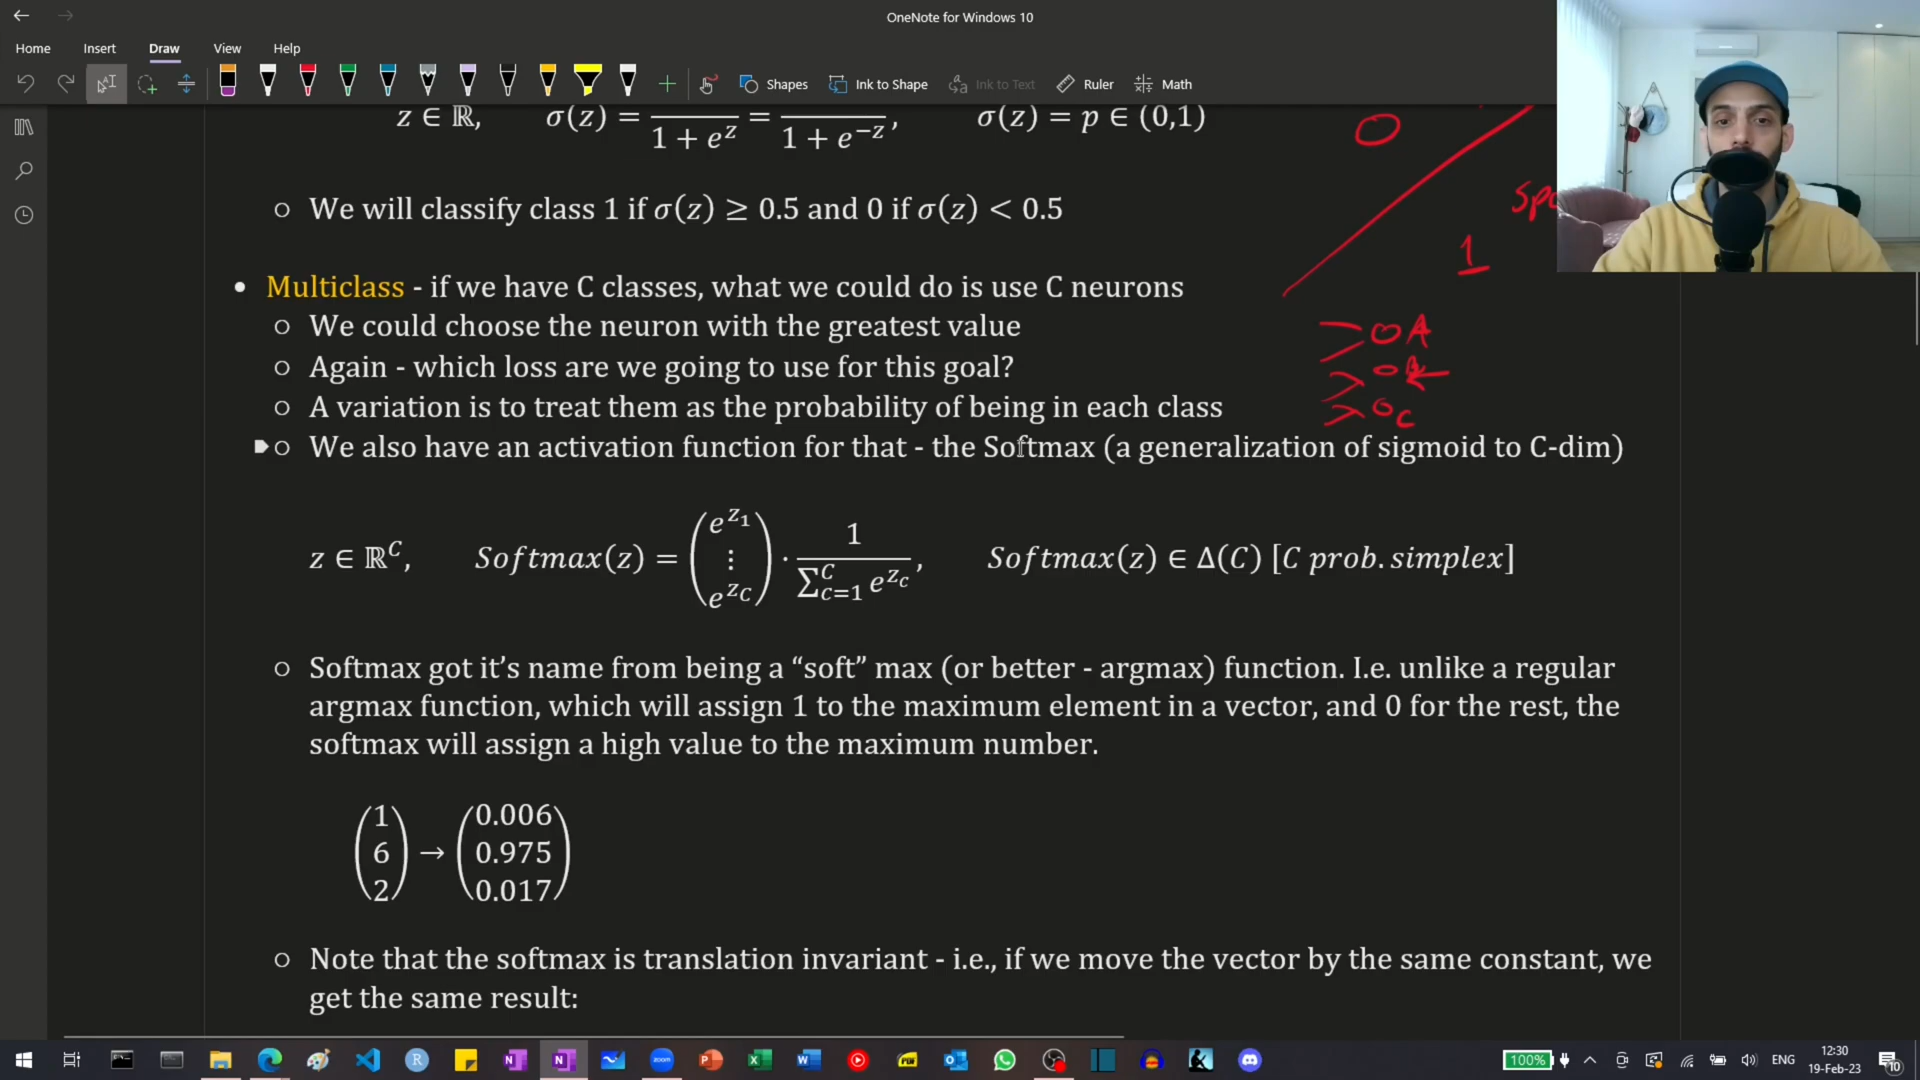 OneNote for Windows 10
Home Insert Draw View Help
Shapes Ink to Shape Ink to Text Ruler Math
z ∈ ℝ, σ(z) = 1 + e^z = 1 + e^−z, σ(z) = p ∈ (0,1)
0
We will classify class 1 if σ(z) ≥ 0.5 and 0 if σ(z) < 0.5
1
Multiclass - if we have C classes, what we could do is use C neurons
We could choose the neuron with the greatest value
A
Again - which loss are we going to use for this goal?
A variation is to treat them as the probability of being in each class
C
We also have an activation function for that - the Softmax (a generalization of sigmoid to C-dim)
z ∈ ℝ^C, Softmax(z) = (e^z_1 ⋮ e^z_C) · 1 / ∑_{c=1}^C e^z_c, Softmax(z) ∈ Δ(C) [C prob. simplex]
Softmax got it's name from being a “soft” max (or better - argmax) function. I.e. unlike a regular
argmax function, which will assign 1 to the maximum element in a vector, and 0 for the rest, the
softmax will assign a high value to the maximum number.
1 0.006
6 → 0.975
2 0.017
Note that the softmax is translation invariant - i.e., if we move the vector by the same constant, we
get the same result:
100% ENG 12:30
19-Feb-23
10